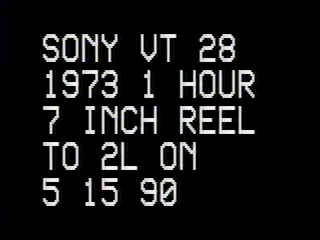 SONY VT 28
1973 1 HOUR
7 INCH REEL
TO 2L ON
5 15 90